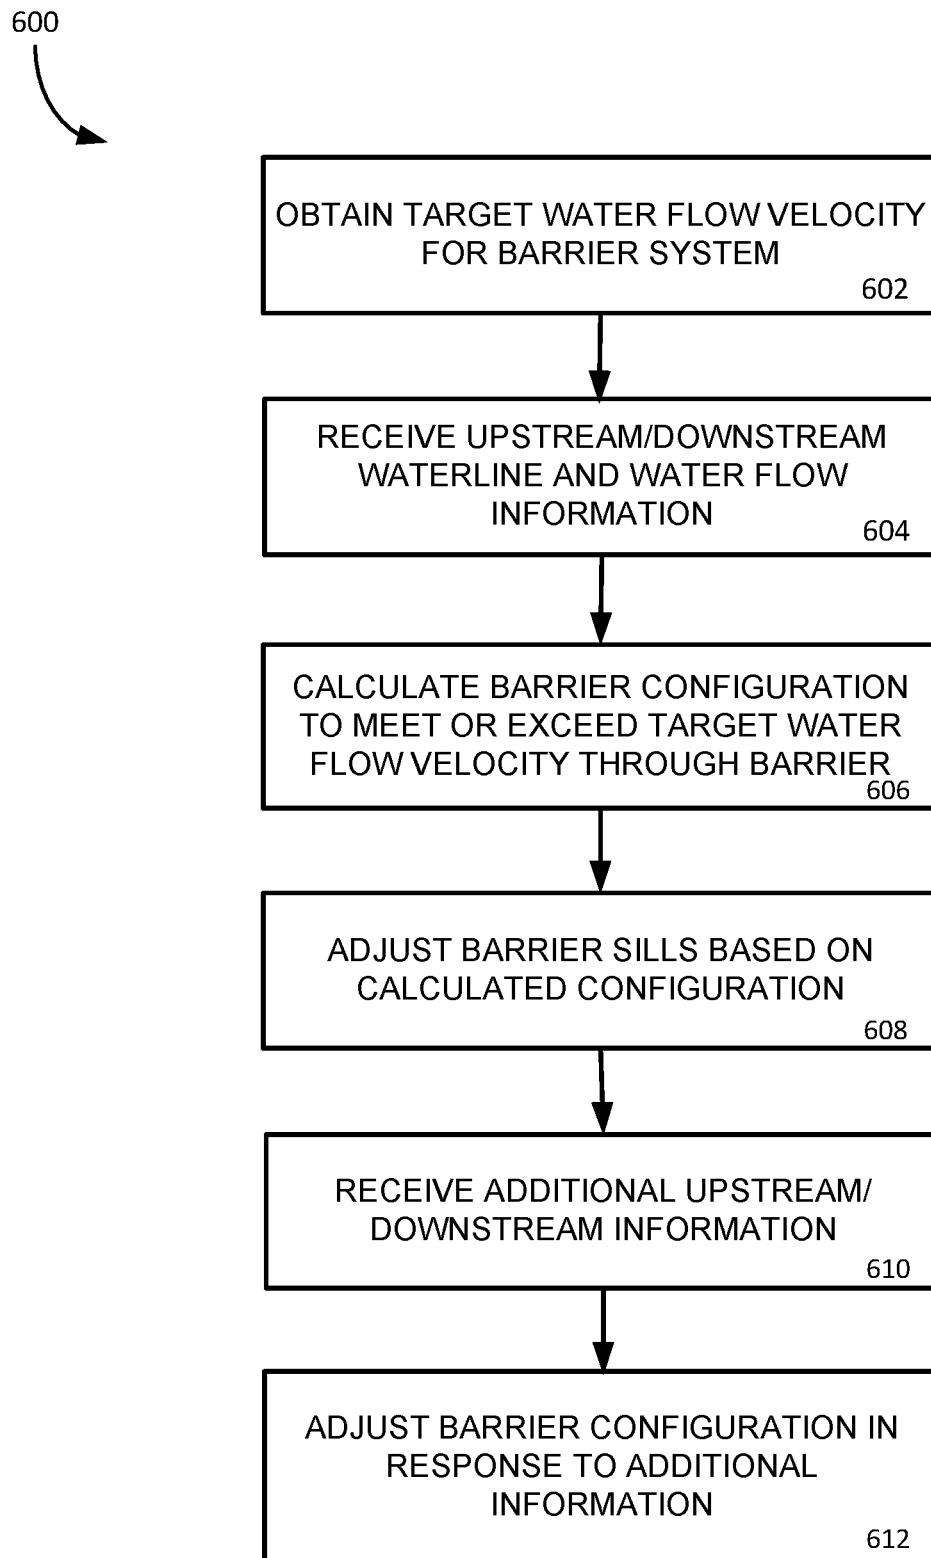 600
OBTAIN TARGET WATER FLOW VELOCITY
FOR BARRIER SYSTEM
602
RECEIVE UPSTREAM/DOWNSTREAM
WATERLINE AND WATER FLOW
INFORMATION
604
CALCULATE BARRIER CONFIGURATION
TO MEET OR EXCEED TARGET WATER
FLOW VELOCITY THROUGH BARRIER
606
ADJUST BARRIER SILLS BASED ON
CALCULATED CONFIGURATION
608
RECEIVE ADDITIONAL UPSTREAM/
DOWNSTREAM INFORMATION
610
ADJUST BARRIER CONFIGURATION IN
RESPONSE TO ADDITIONAL
INFORMATION
612